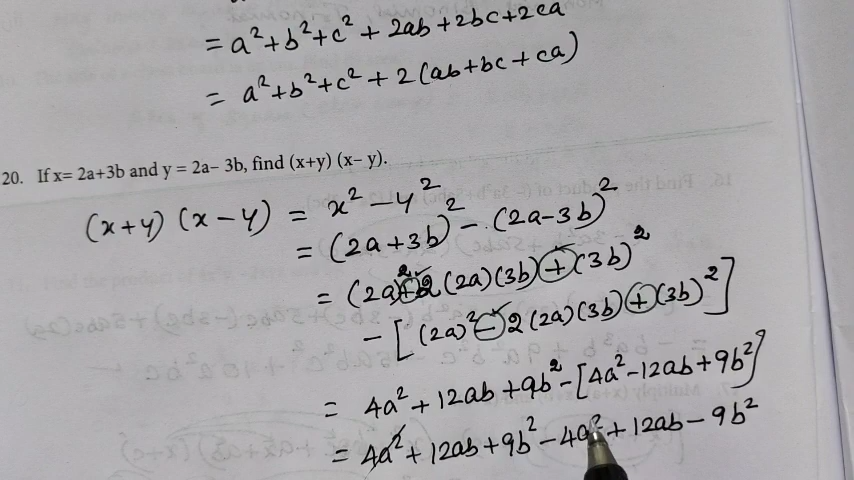 = a²+b²+c² + 2ab+2bc+2ca
= a²+b²+c² + 2(ab+bc+ca)
20. If x= 2a+3b and y = 2a– 3b, find (x+y) (x– y).
(x+y) (x-y) = x² - y²
= (2a+3b)² - (2a-3b)²
= (2a)²+2(2a)(3b)+(3b)²
- [(2a)² - 2(2a)(3b)+(3b)²]
= 4a²+12ab+9b² - [4a²-12ab+9b²]
= 4a²+12ab+9b²-4a²+12ab-9b²